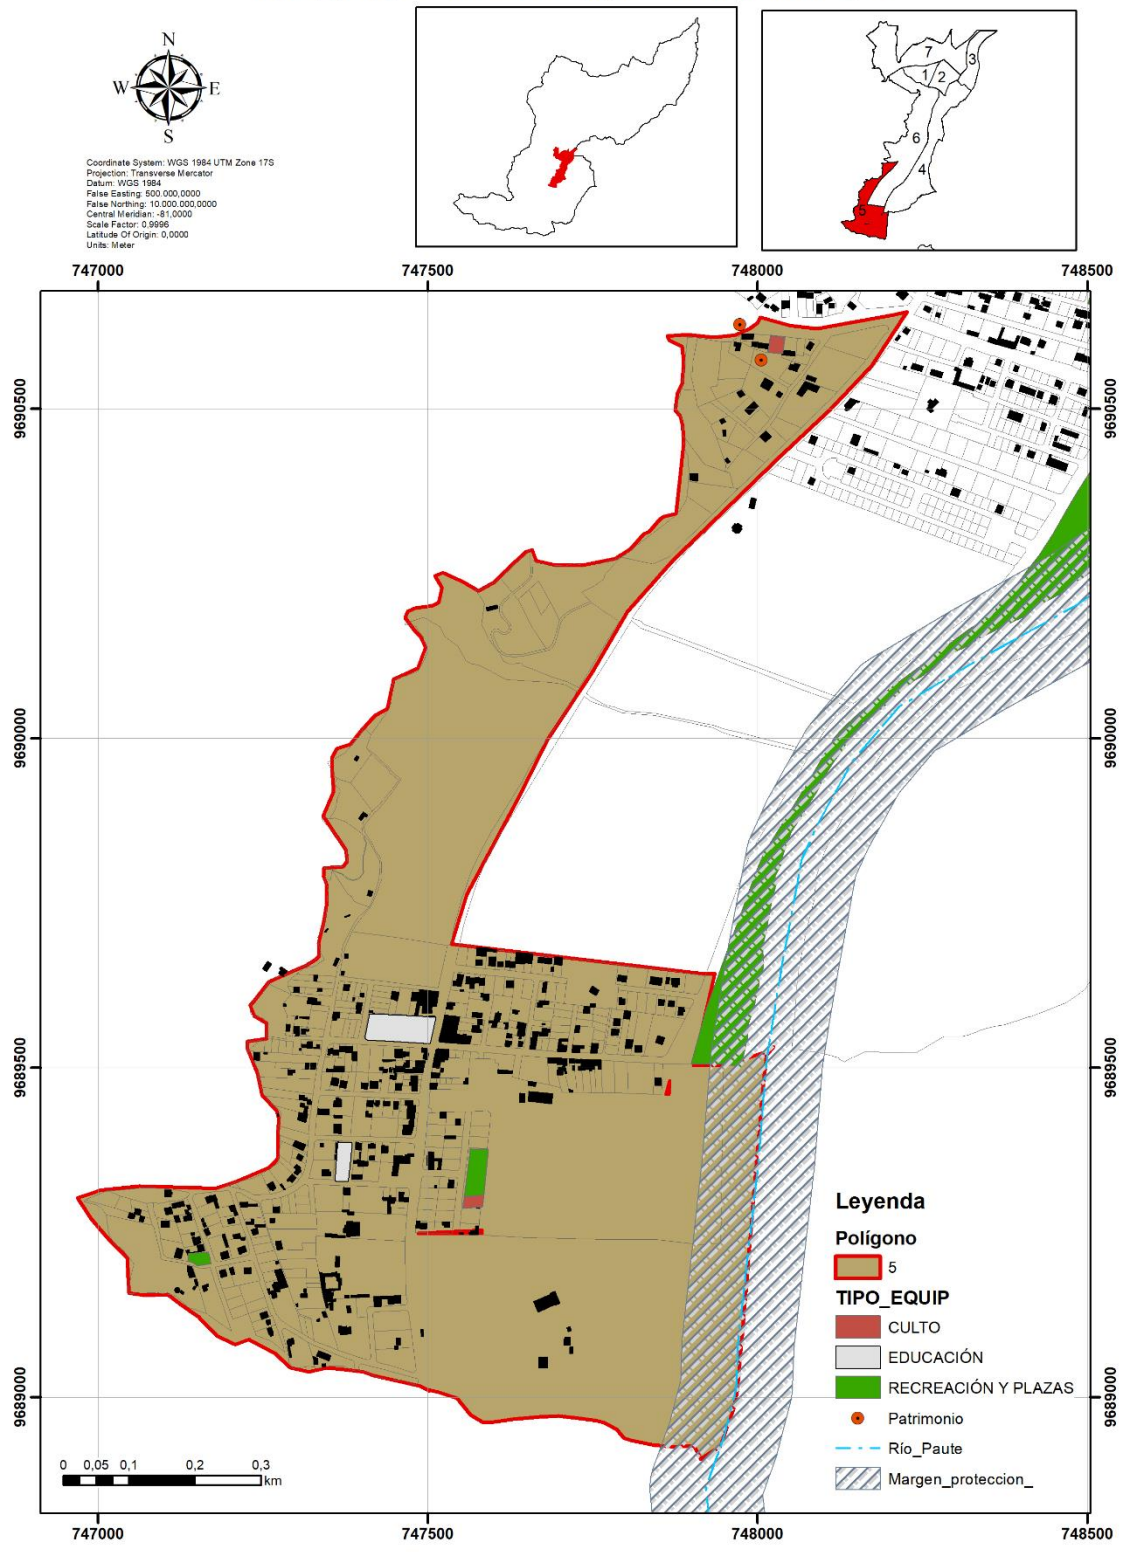 N
W E
S
Coordinate System: WGS 1984 UTM Zone 17S
Projection: Transverse Mercator
Datum: WGS 1984
False Easting: 500.000,0000
False Northing: 10.000.000,0000
Central Meridian: -81,0000
Scale Factor: 0,9996
Latitude Of Origin: 0,0000
Units: Meter
7
3
1 2
6
4
5
747000 747500 748000 748500
9690500 9690500
9690000 9690000
9689500 9689500
9689000 9689000
Leyenda
Polígono
5
TIPO_EQUIP
CULTO
EDUCACIÓN
RECREACIÓN Y PLAZAS
Patrimonio
Río_Paute
Margen_proteccion_
0 0,05 0,1 0,2 0,3
km
747000 747500 748000 748500